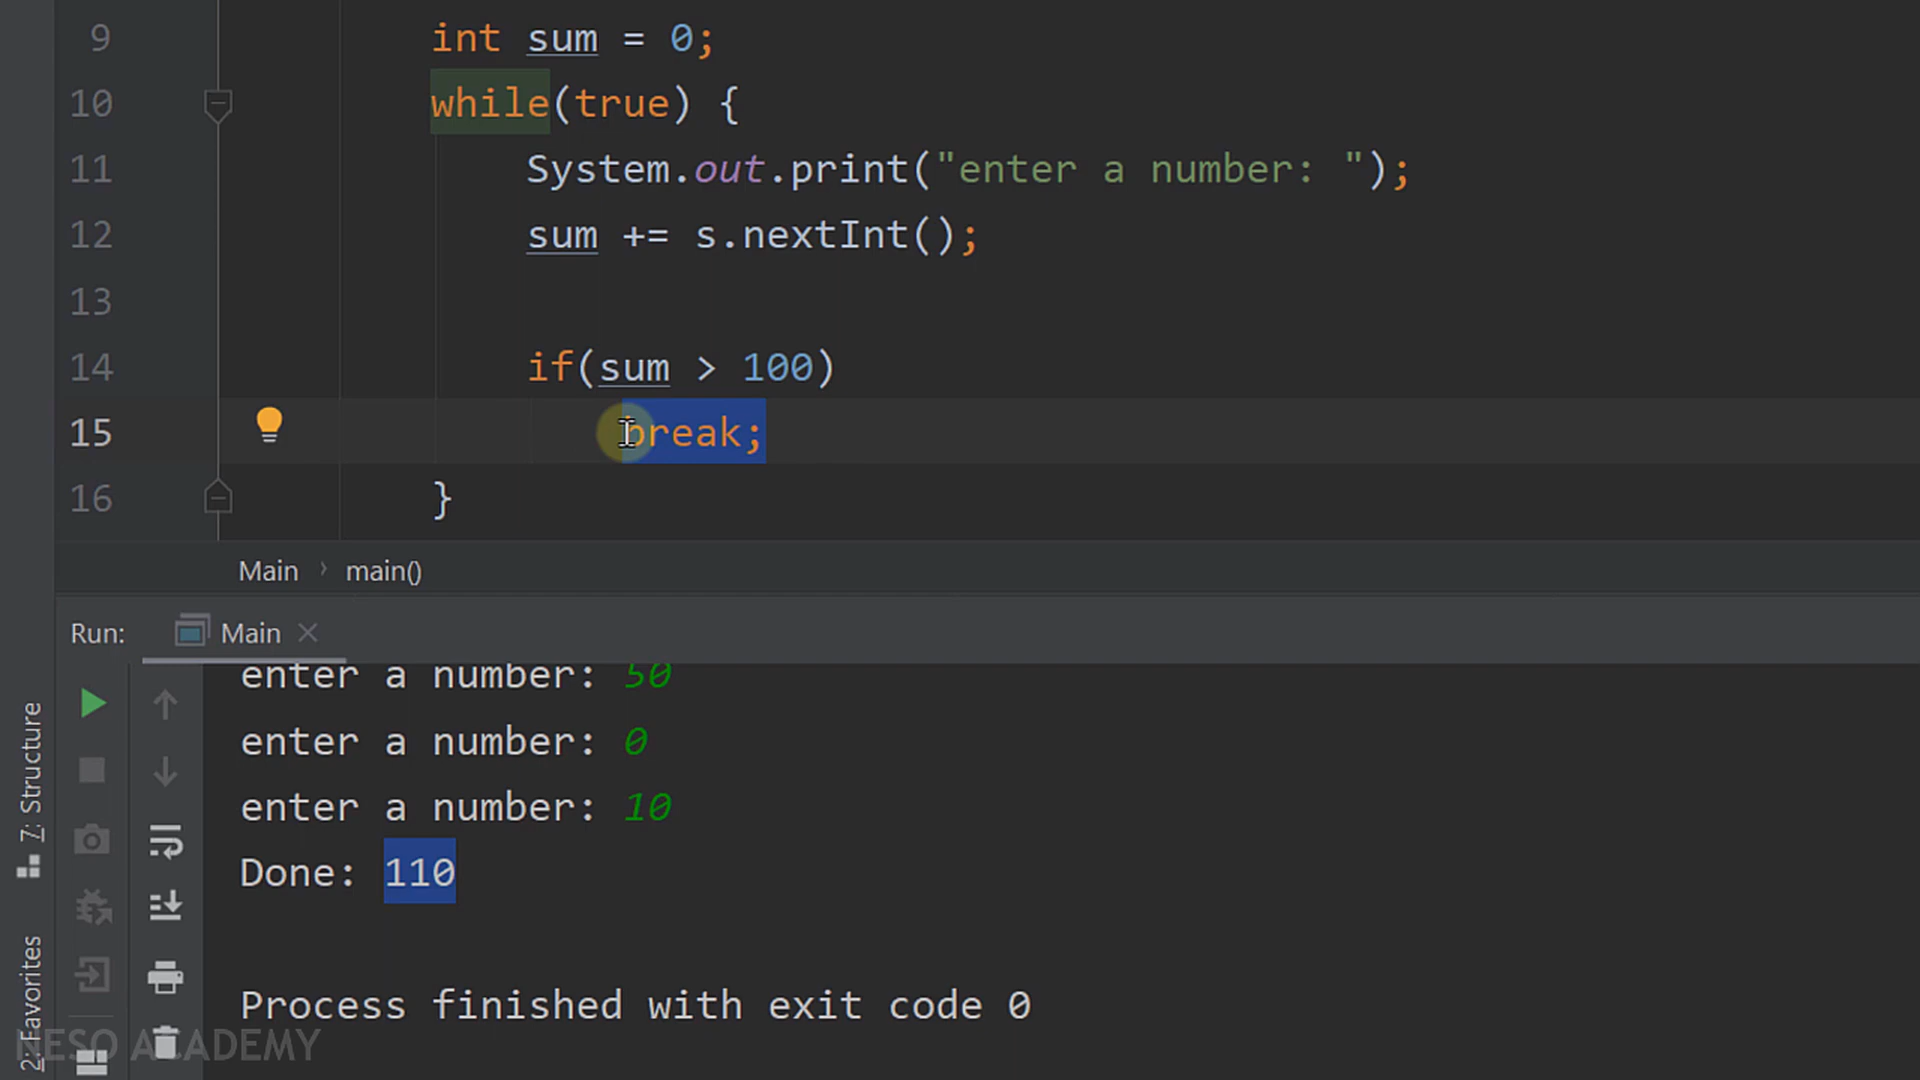 9 int sum = 0;
10 while(true) {
11 System.out.print("enter a number: ");
12 sum += s.nextInt();
13
14 if(sum > 100)
15 break;
16 }
Main › main()
Run: Main
enter a number: 50
enter a number: 0
enter a number: 10
Done: 110
Process finished with exit code 0
7: Structure
2: Favorites
NESO ACADEMY